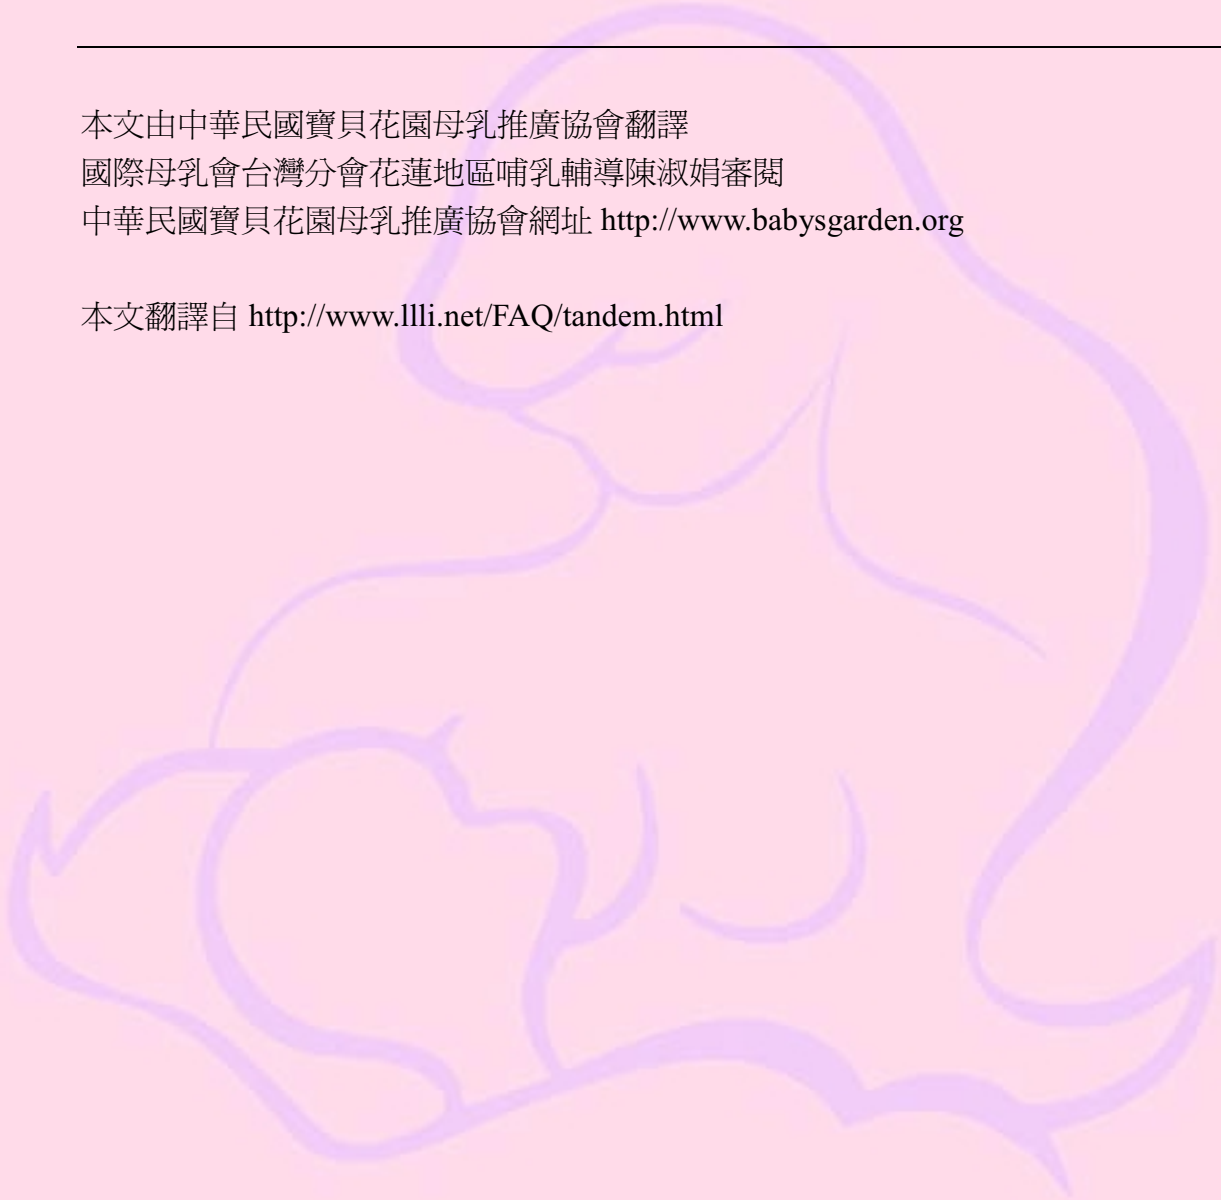 本文由中華民國寶貝花園母乳推廣協會翻譯
國際母乳會台灣分會花蓮地區哺乳輔導陳淑娟審閱
中華民國寶貝花園母乳推廣協會網址 http://www.babysgarden.org
本文翻譯自 http://www.llli.net/FAQ/tandem.html